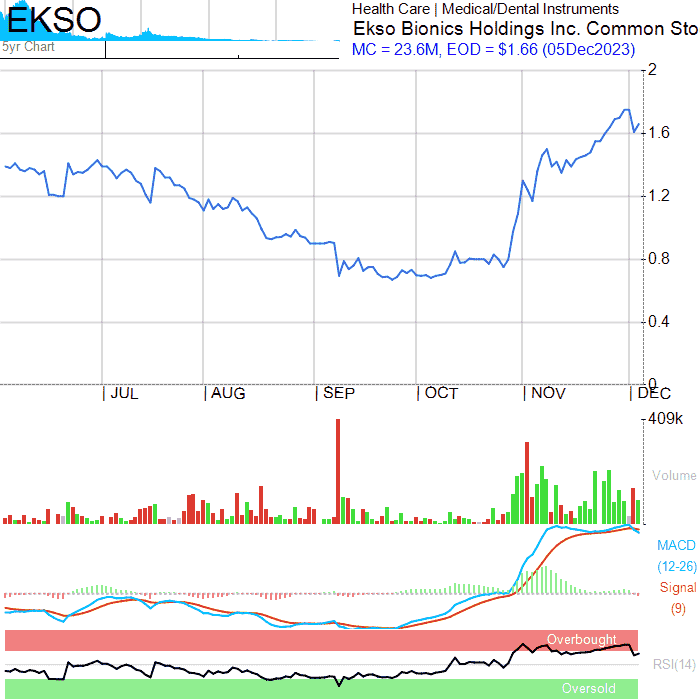 EKSO
5yr Chart
Health Care | Medical/Dental Instruments
Ekso Bionics Holdings Inc. Common Sto
MC = 23.6M, EOD = $1.66 (05Dec2023)
2
1.6
1.2
0.8
0.4
0
| JUL | AUG | SEP | OCT | NOV | DEC
409k
Volume
MACD
(12-26)
Signal
(9)
Overbought
RSI(14)
Oversold